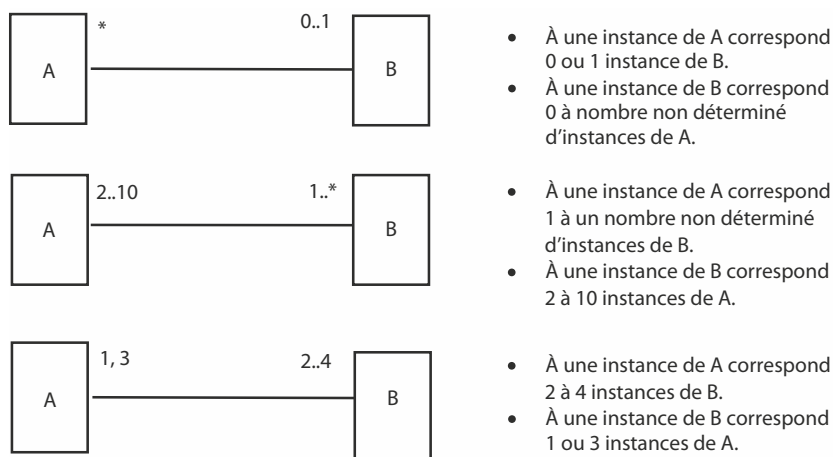 * 0..1
A B
• À une instance de A correspond
0 ou 1 instance de B.
• À une instance de B correspond
0 à nombre non déterminé
d’instances de A.
2..10 1..*
A B
• À une instance de A correspond
1 à un nombre non déterminé
d’instances de B.
• À une instance de B correspond
2 à 10 instances de A.
1, 3 2..4
A B
• À une instance de A correspond
2 à 4 instances de B.
• À une instance de B correspond
1 ou 3 instances de A.